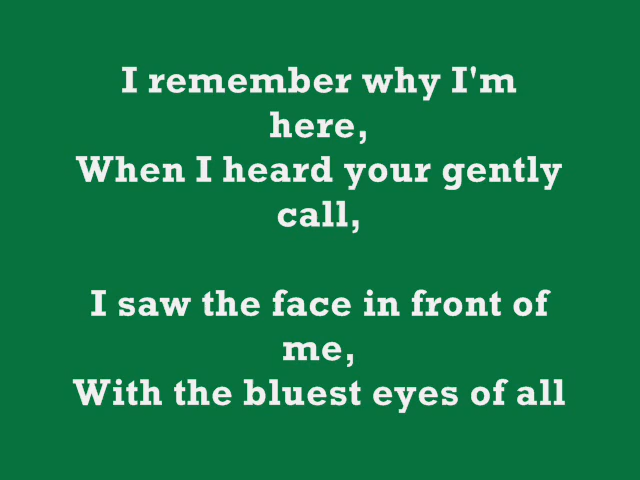 I remember why I'm
here,
When I heard your gently
call,
I saw the face in front of
me,
With the bluest eyes of all